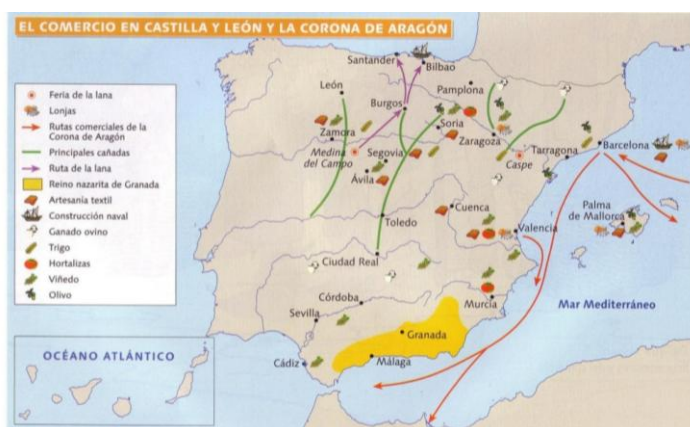 EL COMERCIO EN CASTILLA Y LEÓN Y LA CORONA DE ARAGÓN
Feria de la lana
Lonjas
Rutas comerciales de la
Corona de Aragón
Principales cañadas
Ruta de la lana
Reino nazarita de Granada
Artesanía textil
Construcción naval
Ganado ovino
Trigo
Hortalizas
Viñedo
Olivo
Santander
Bilbao
León
Pamplona
Burgos
Zamora
Soria
Medina
del Campo
Segovia
Zaragoza
Caspe
Tarragona
Barcelona
Ávila
Toledo
Cuenca
Valencia
Palma
de Mallorca
Ciudad Real
Córdoba
Murcia
Mar Mediterráneo
Sevilla
Granada
Cádiz
Málaga
OCÉANO ATLÁNTICO